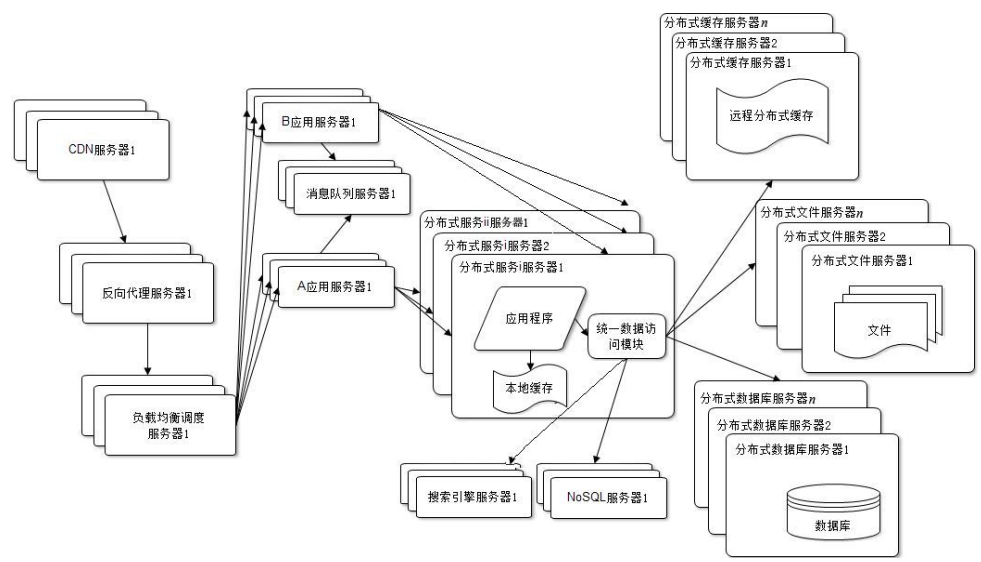 CDN服务器1
反向代理服务器1
负载均衡调度
服务器1
B应用服务器1
消息队列服务器1
A应用服务器1
分布式服务ii服务器1
分布式服务i服务器2
分布式服务i服务器1
应用程序
本地缓存
统一数据访
问模块
搜索引擎服务器1
NoSQL服务器1
分布式缓存服务器n
分布式缓存服务器2
分布式缓存服务器1
远程分布式缓存
分布式文件服务器n
分布式文件服务器2
分布式文件服务器1
文件
分布式数据库服务器n
分布式数据库服务器2
分布式数据库服务器1
数据库